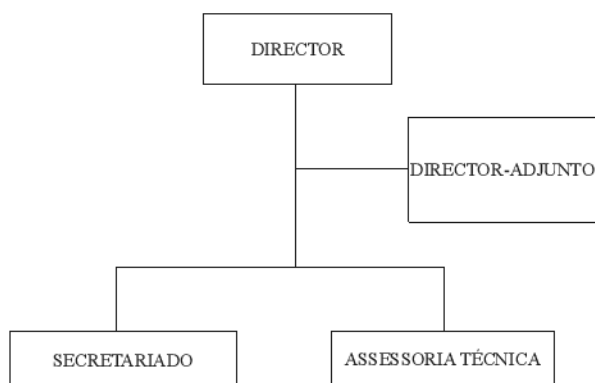 DIRECTOR
DIRECTOR-ADJUNTO
SECRETARIADO
ASSESSORIA TÉCNICA